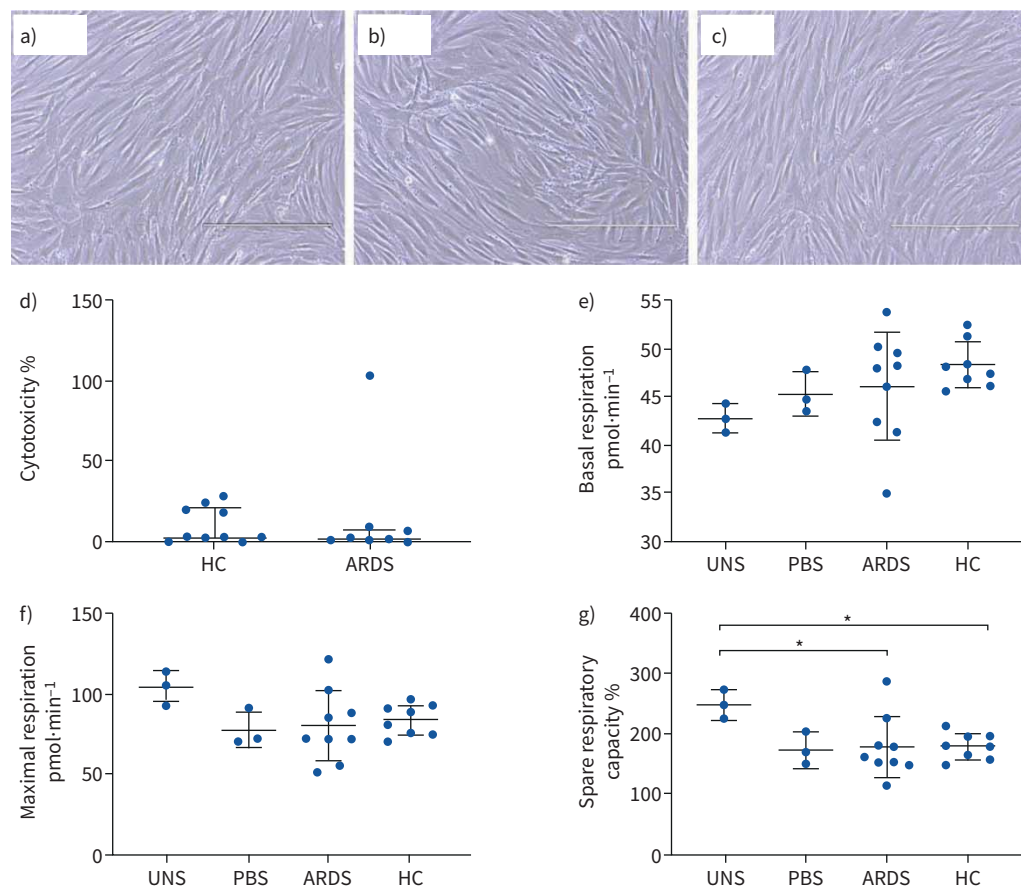 a)
b)
c)
d)
Cytotoxicity %
150
100
50
0
HC ARDS
e)
Basal respiration
pmol·min⁻¹
55
50
45
40
35
30
UNS PBS ARDS HC
f)
Maximal respiration
pmol·min⁻¹
150
100
50
0
UNS PBS ARDS HC
g)
Spare respiratory
capacity %
400
300
200
100
0
*
*
UNS PBS ARDS HC